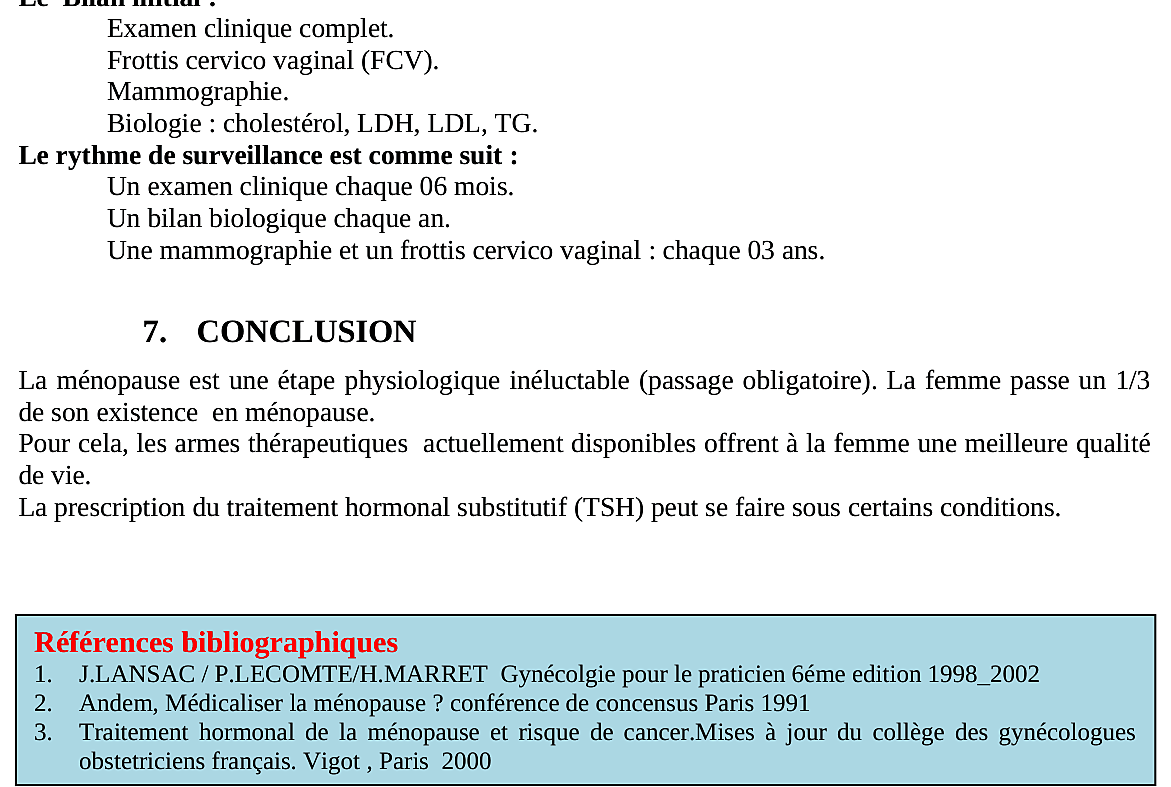 Le Bilan initial :
Examen clinique complet.
Frottis cervico vaginal (FCV).
Mammographie.
Biologie : cholestérol, LDH, LDL, TG.
Le rythme de surveillance est comme suit :
Un examen clinique chaque 06 mois.
Un bilan biologique chaque an.
Une mammographie et un frottis cervico vaginal : chaque 03 ans.
7. CONCLUSION
La ménopause est une étape physiologique inéluctable (passage obligatoire). La femme passe un 1/3
de son existence en ménopause.
Pour cela, les armes thérapeutiques actuellement disponibles offrent à la femme une meilleure qualité
de vie.
La prescription du traitement hormonal substitutif (TSH) peut se faire sous certains conditions.
Références bibliographiques
1. J.LANSAC / P.LECOMTE/H.MARRET Gynécolgie pour le praticien 6éme edition 1998_2002
2. Andem, Médicaliser la ménopause ? conférence de concensus Paris 1991
3. Traitement hormonal de la ménopause et risque de cancer.Mises à jour du collège des gynécologues
obstetriciens français. Vigot , Paris 2000